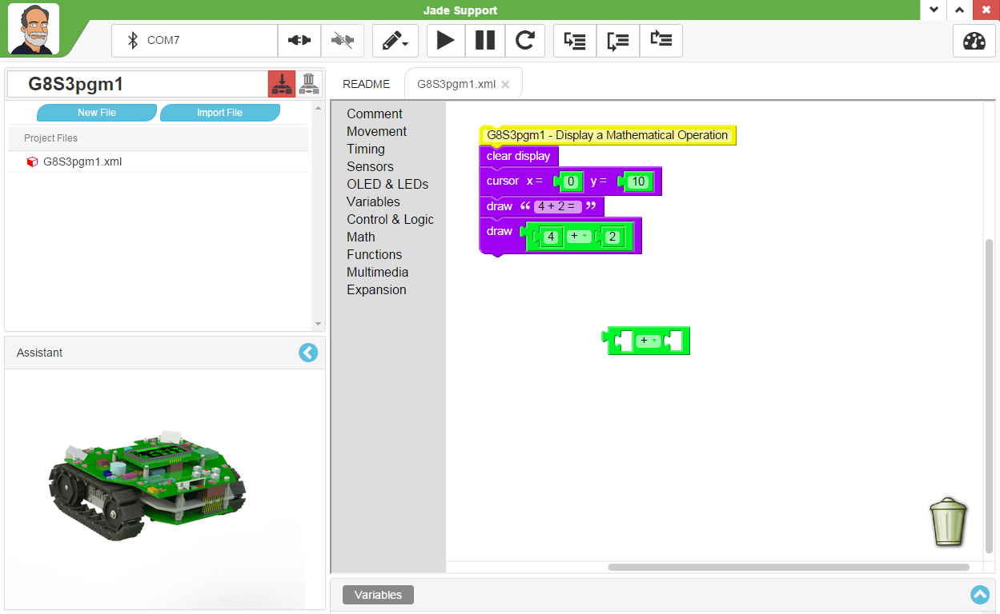 Jade Support
COM7
G8S3pgm1
New File
Import File
Project Files
G8S3pgm1.xml
Assistant
README
G8S3pgm1.xml
Comment
Movement
Timing
Sensors
OLED & LEDs
Variables
Control & Logic
Math
Functions
Multimedia
Expansion
G8S3pgm1 - Display a Mathematical Operation
clear display
cursor x = 0 y = 10
draw “ 4 + 2 = ”
draw 4 + 2
+
Variables